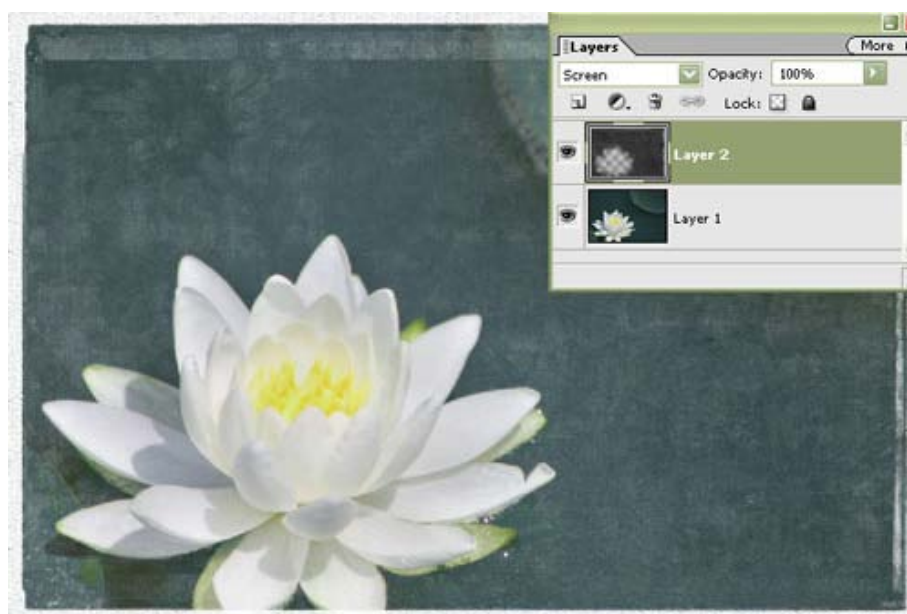 Layers
More
Screen
Opacity: 100%
Lock:
Layer 2
Layer 1